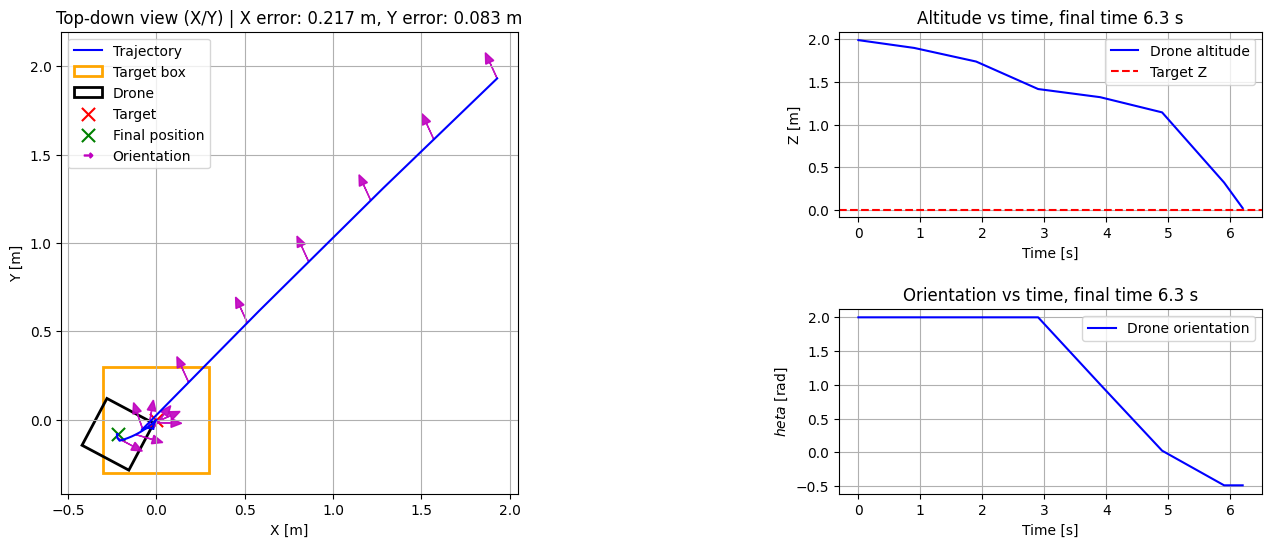 Top-down view (X/Y) | X error: 0.217 m, Y error: 0.083 m
Trajectory
Target box
Drone
Target
Final position
Orientation
2.0
1.5
1.0
0.5
0.0
Y [m]
−0.5
0.0
0.5
1.0
1.5
2.0
X [m]
Altitude vs time, final time 6.3 s
Drone altitude
Target Z
2.0
1.5
1.0
0.5
0.0
Z [m]
0
1
2
3
4
5
6
Time [s]
Orientation vs time, final time 6.3 s
Drone orientation
2.0
1.5
1.0
0.5
0.0
−0.5
heta [rad]
0
1
2
3
4
5
6
Time [s]